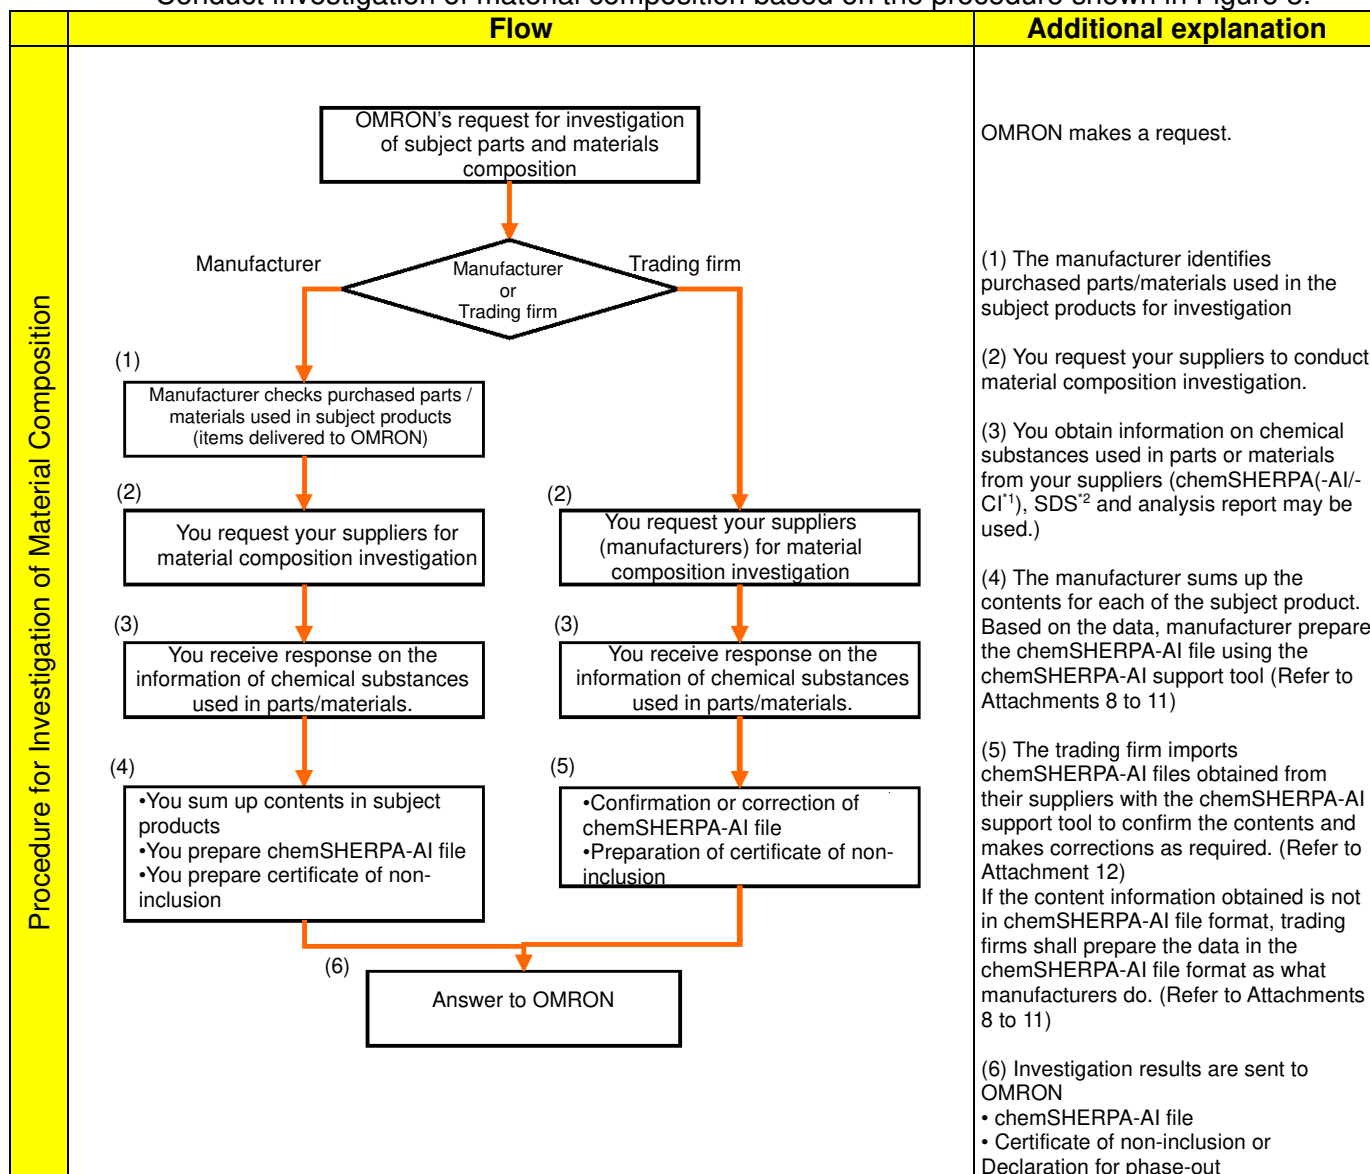 Conduct investigation of material composition based on the procedure shown in Figure
Flow
Additional explanation
Procedure for Investigation of Material Composition
OMRON's request for investigation
of subject parts and materials
composition
Manufacturer
Manufacturer
or
Trading firm
Trading firm
(1)
Manufacturer checks purchased parts /
materials used in subject products
(items delivered to OMRON)
(2)
You request your suppliers for
material composition investigation
(3)
You receive response on the
information of chemical substances
used in parts/materials.
(4)
•You sum up contents in subject
products
•You prepare chemSHERPA-AI file
•You prepare certificate of non-
inclusion
(2)
You request your suppliers
(manufacturers) for material
composition investigation
(3)
You receive response on the
information of chemical substances
used in parts/materials.
(5)
•Confirmation or correction of
chemSHERPA-AI file
•Preparation of certificate of non-
inclusion
(6)
Answer to OMRON
OMRON makes a request.
(1) The manufacturer identifies
purchased parts/materials used in the
subject products for investigation
(2) You request your suppliers to conduct
material composition investigation.
(3) You obtain information on chemical
substances used in parts or materials
from your suppliers (chemSHERPA(-AI/-
CI*1), SDS*2 and analysis report may be
used.)
(4) The manufacturer sums up the
contents for each of the subject product.
Based on the data, manufacturer prepare
the chemSHERPA-AI file using the
chemSHERPA-AI support tool (Refer to
Attachments 8 to 11)
(5) The trading firm imports
chemSHERPA-AI files obtained from
their suppliers with the chemSHERPA-AI
support tool to confirm the contents and
makes corrections as required. (Refer to
Attachment 12)
If the content information obtained is not
in chemSHERPA-AI file format, trading
firms shall prepare the data in the
chemSHERPA-AI file format as what
manufacturers do. (Refer to Attachments
8 to 11)
(6) Investigation results are sent to
OMRON
• chemSHERPA-AI file
• Certificate of non-inclusion or
Declaration for phase-out